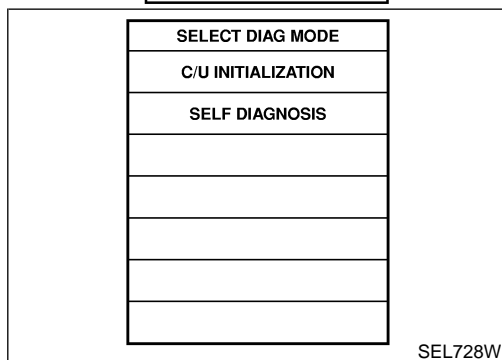 SELECT DIAG MODE
C/U INITIALIZATION
SELF DIAGNOSIS
SEL728W